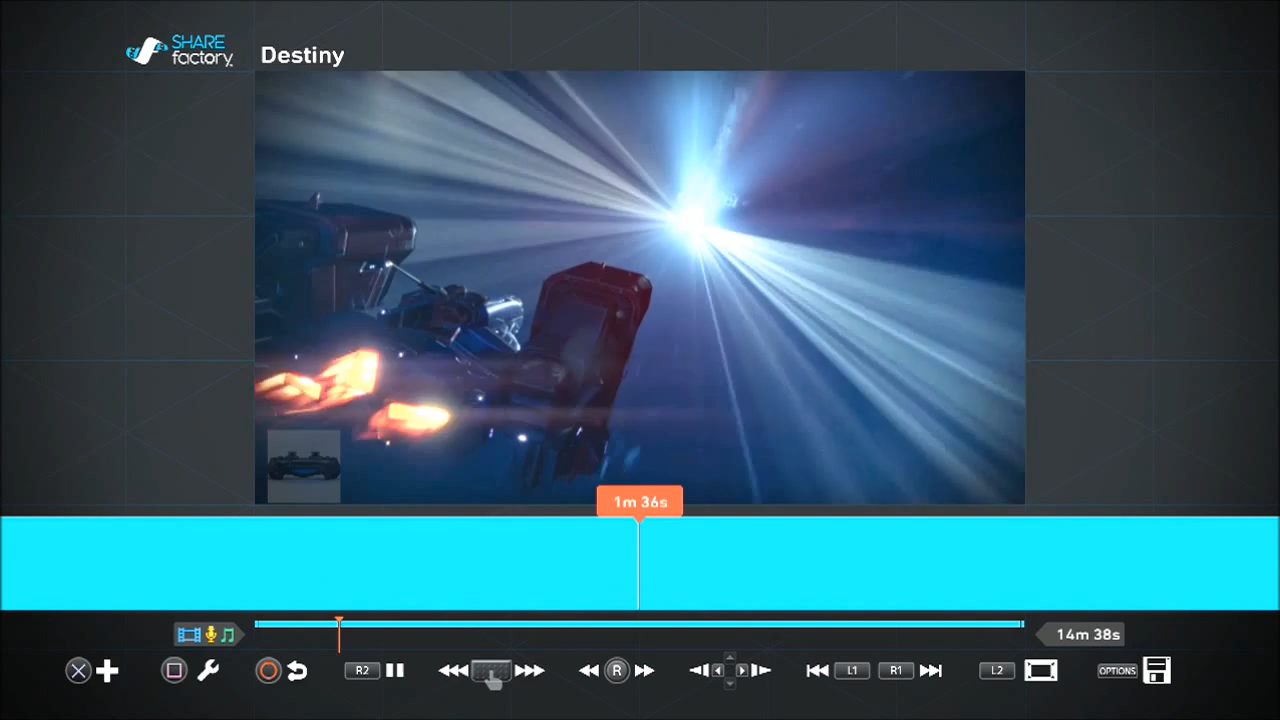 SHARE
factory
Destiny
1m 36s
14m 38s
R2
R
L1
R1
L2
OPTIONS